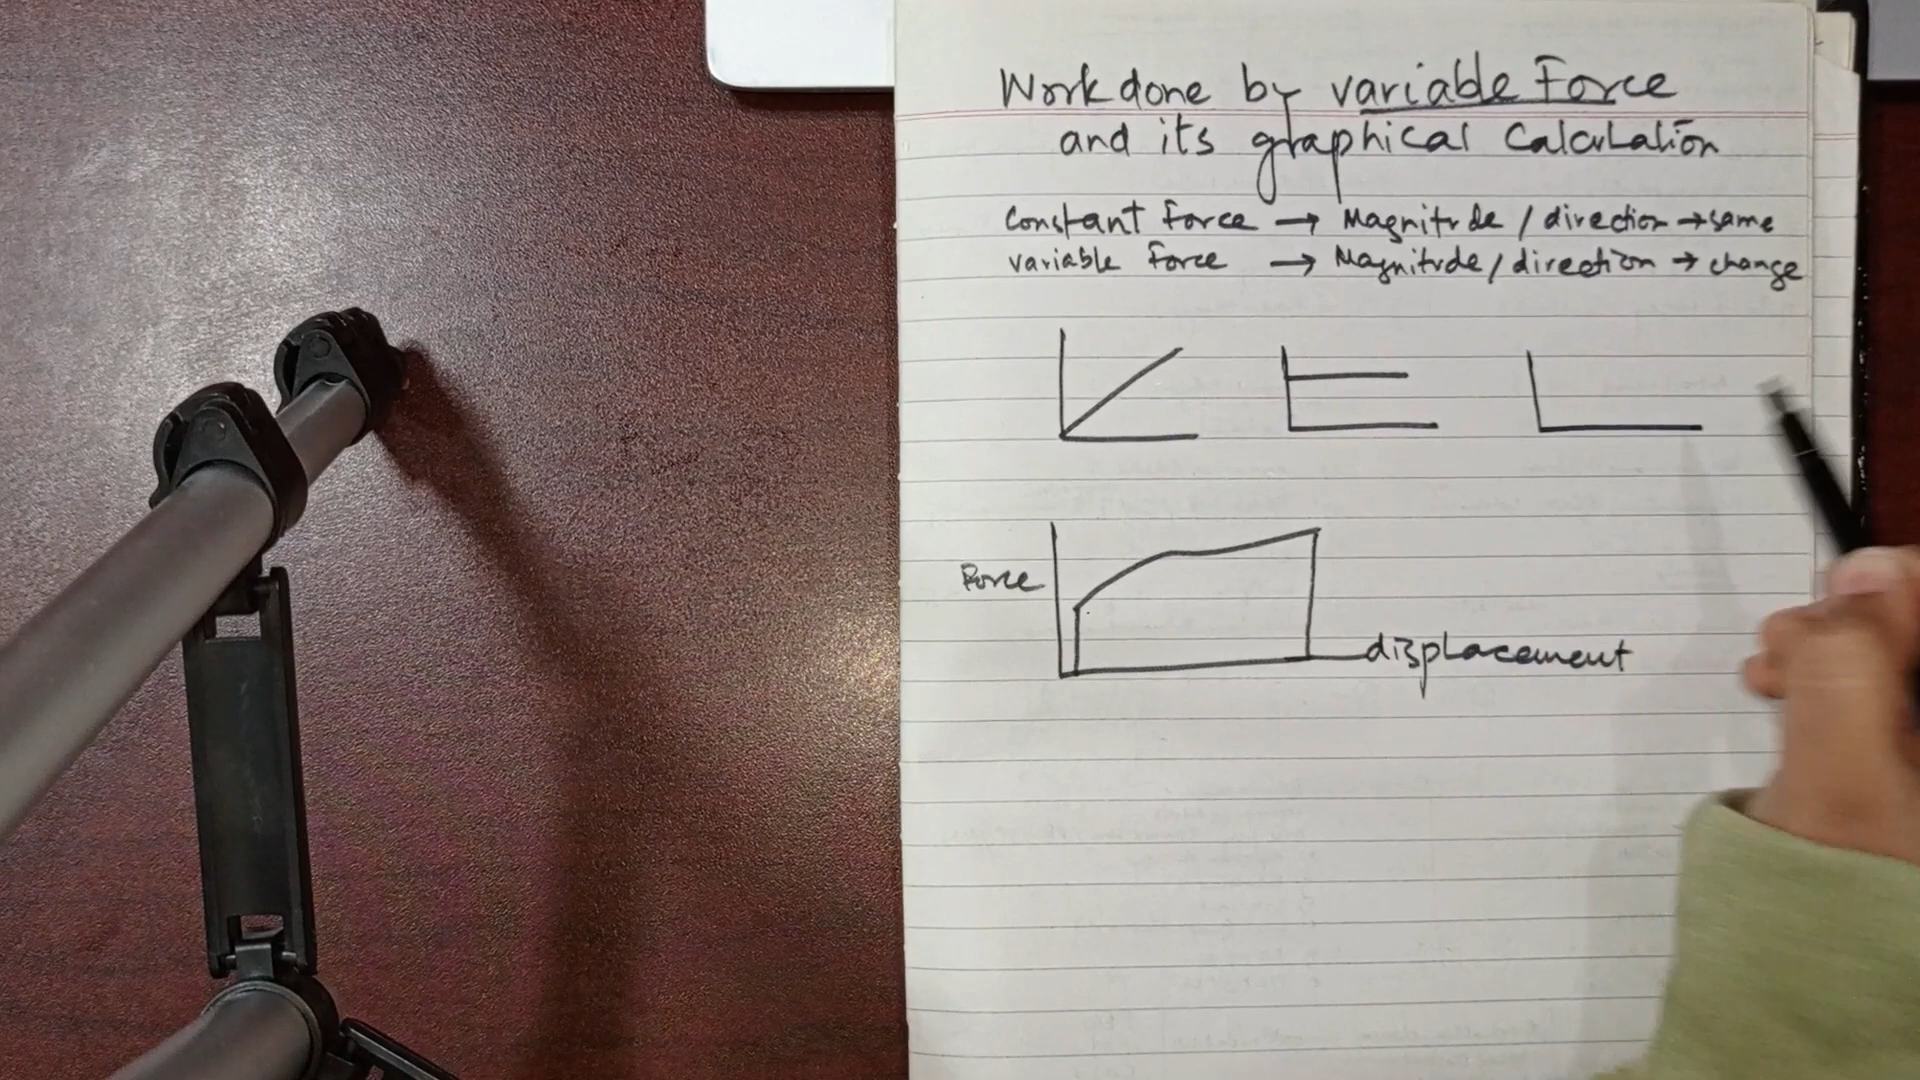 Work done by variable Force
and its graphical Calculation
Constant Force → Magnitude / direction → same
variable Force → Magnitude / direction → change
Force
displacement